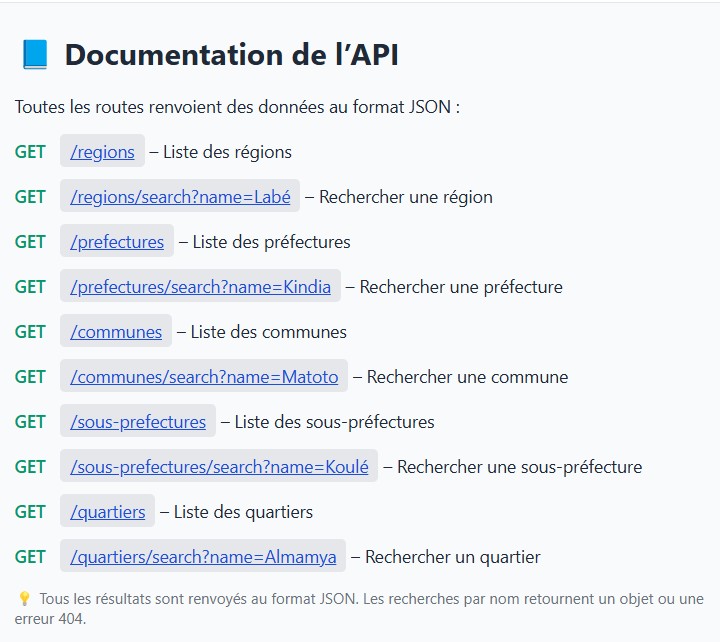 📘 Documentation de l’API
Toutes les routes renvoient des données au format JSON :
GET /regions – Liste des régions
GET /regions/search?name=Labé – Rechercher une région
GET /prefectures – Liste des préfectures
GET /prefectures/search?name=Kindia – Rechercher une préfecture
GET /communes – Liste des communes
GET /communes/search?name=Matoto – Rechercher une commune
GET /sous-prefectures – Liste des sous-préfectures
GET /sous-prefectures/search?name=Koulé – Rechercher une sous-préfecture
GET /quartiers – Liste des quartiers
GET /quartiers/search?name=Almamya – Rechercher un quartier
💡 Tous les résultats sont renvoyés au format JSON. Les recherches par nom retournent un objet ou une
erreur 404.